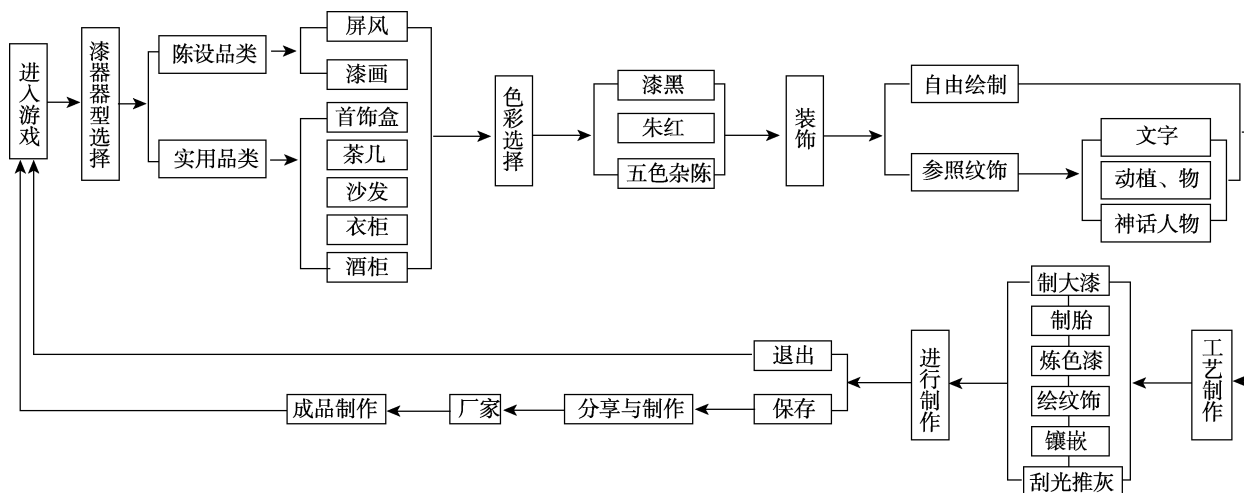 进入游戏
漆器器型选择
陈设品类
实用品类
屏风
漆画
首饰盒
茶几
沙发
衣柜
酒柜
色彩选择
漆黑
朱红
五色杂陈
装饰
自由绘制
参照纹饰
文字
动植、物
神话人物
工艺制作
制大漆
制胎
炼色漆
绘纹饰
镶嵌
刮光推灰
进行制作
退出
保存
分享与制作
厂家
成品制作